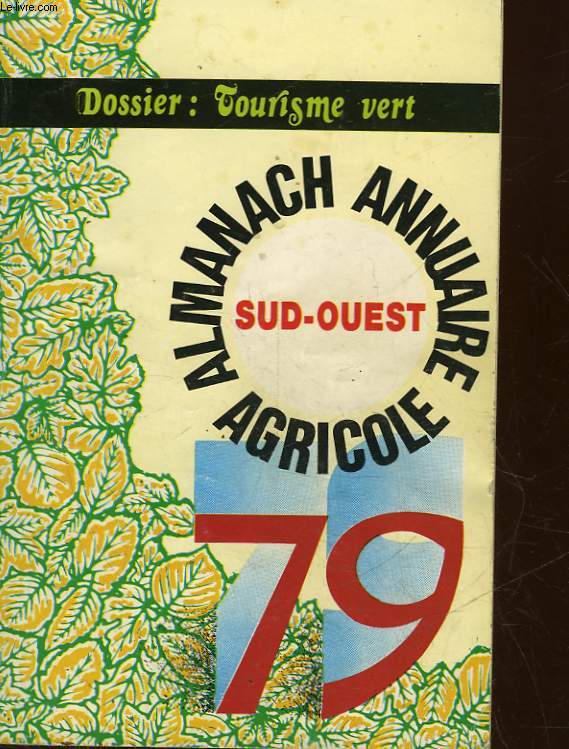 Le-livre.com
Dossier : Tourisme vert
ALMANACH ANNUAIRE
SUD-OUEST
AGRICOLE
79